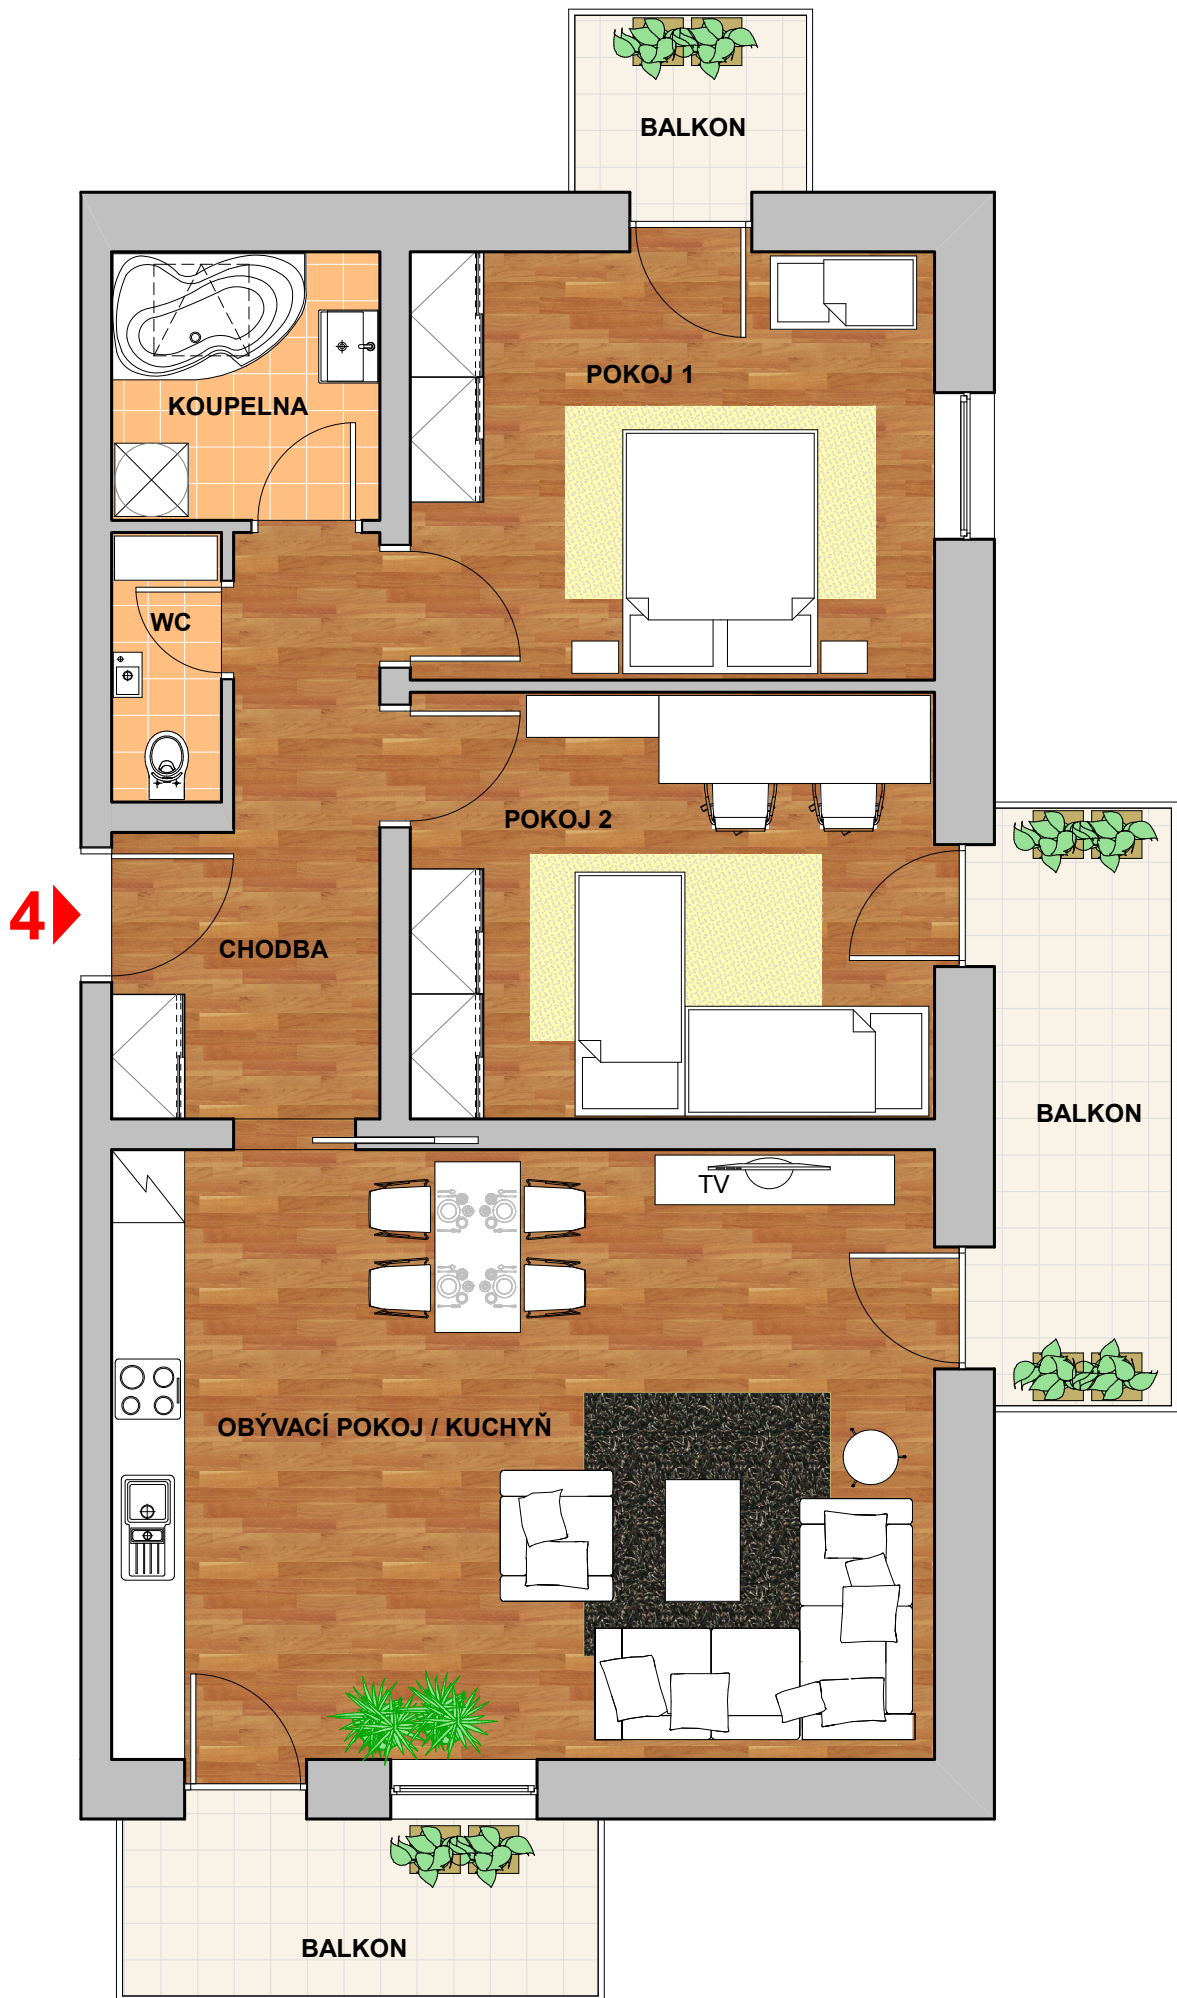 BALKON
POKOJ 1
KOUPELNA
WC
POKOJ 2
4
CHODBA
BALKON
TV
OBÝVACÍ POKOJ / KUCHYŇ
BALKON